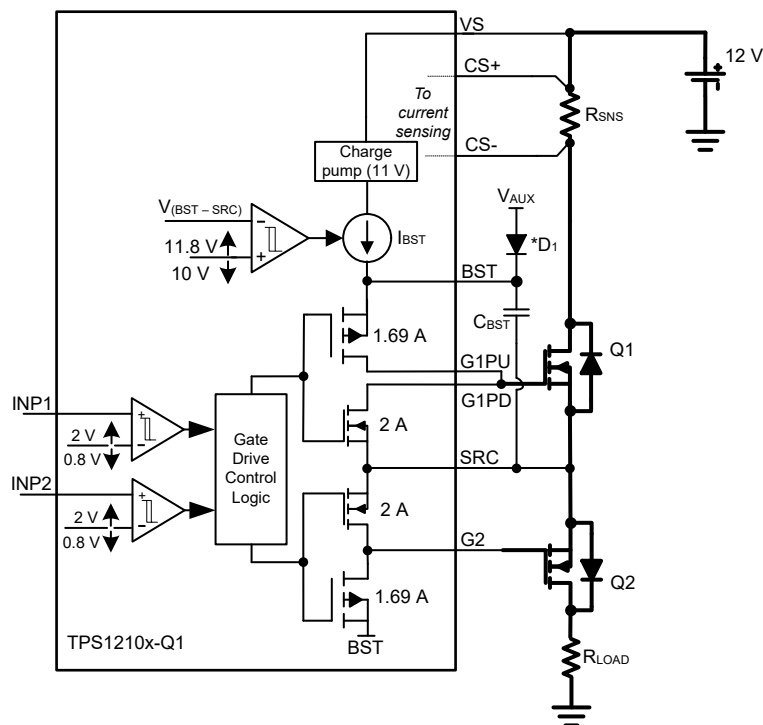 VS
12 V
CS+
To
current
sensing
RSNS
CS-
Charge
pump (11 V)
VAUX
V(BST – SRC)
–
+
11.8 V
10 V
IBST
*D1
BST
CBST
1.69 A
G1PU
Q1
G1PD
INP1
2 V
0.8 V
+
–
2 A
Gate
Drive
Control
Logic
SRC
INP2
2 V
0.8 V
+
–
2 A
G2
Q2
1.69 A
BST
RLOAD
TPS1210x-Q1